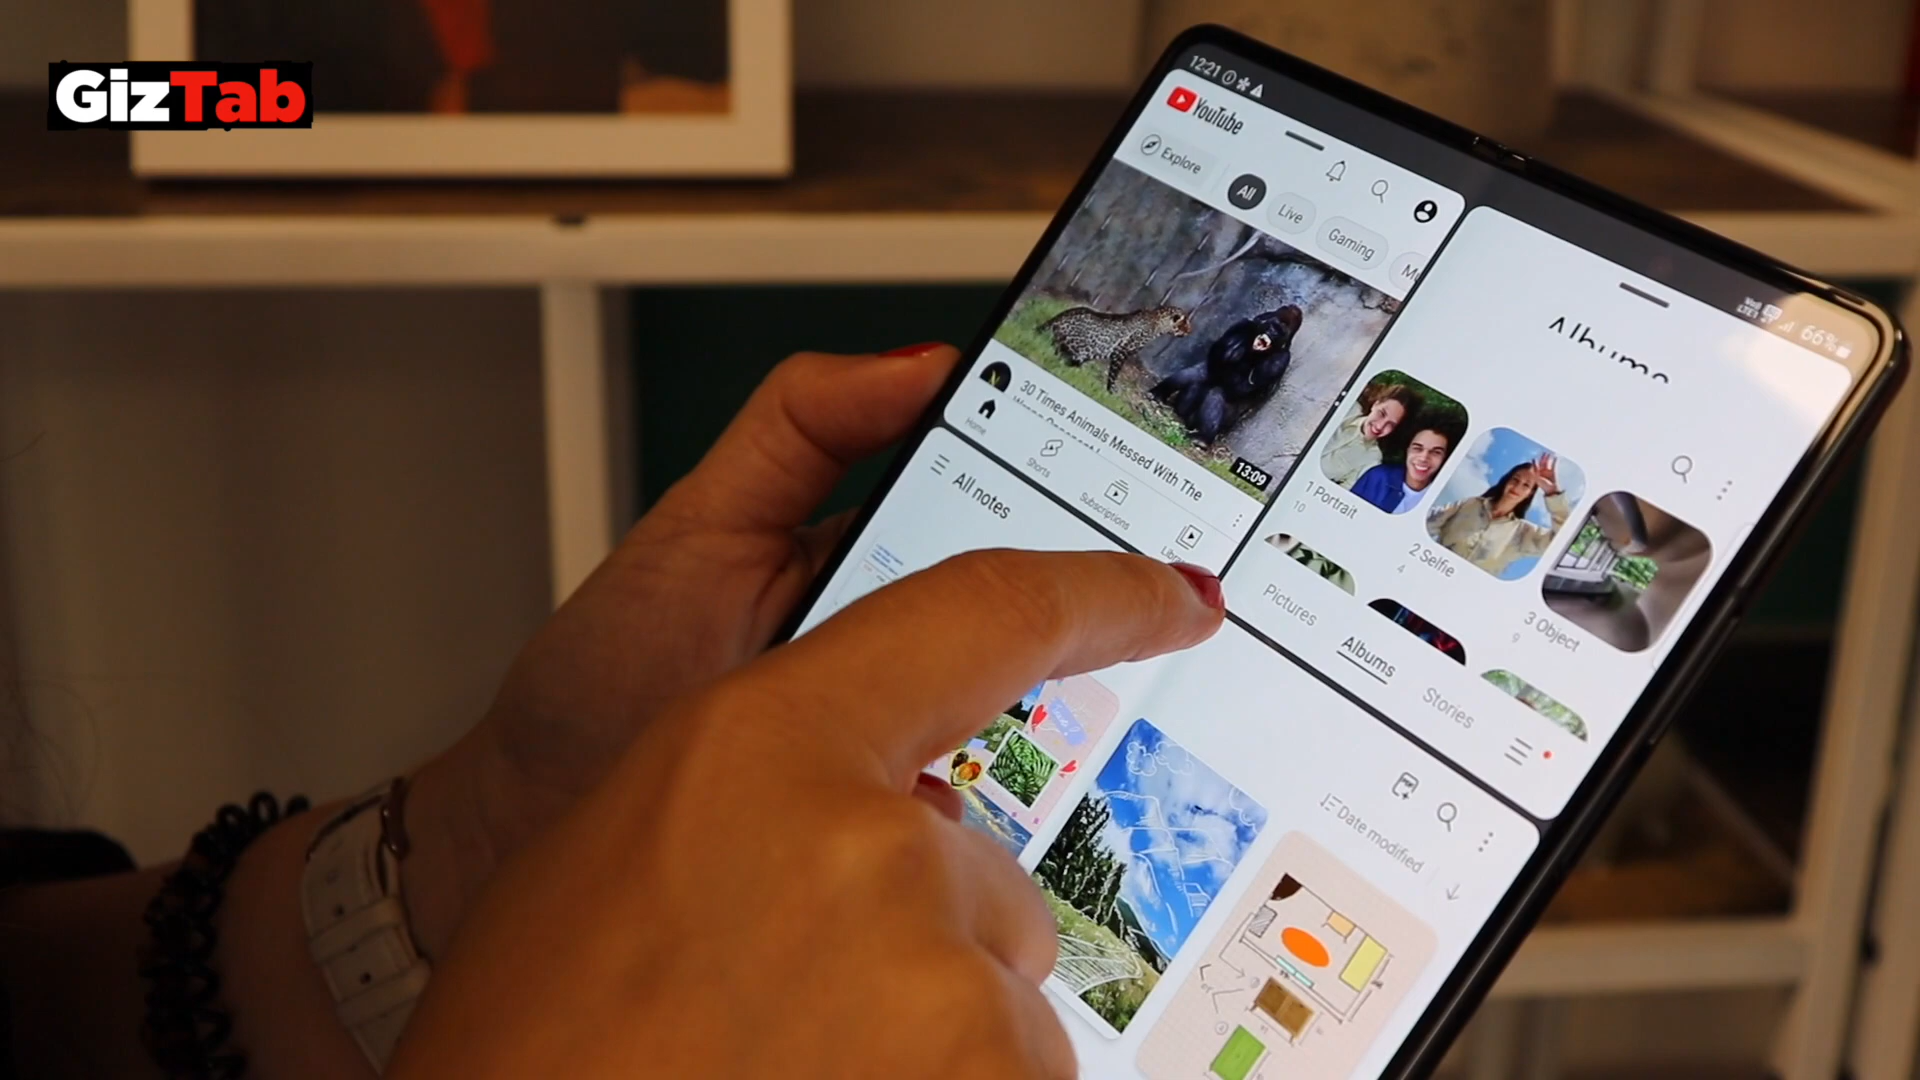 GizTab
12:21
YouTube
Explore
All
Live
Gaming
30 Times Animals Messed With The
13:09
Home
Shorts
Subscriptions
Albums
66%
1 Portrait
10
2 Selfie
4
3 Object
9
Pictures
Albums
Stories
All notes
Date modified